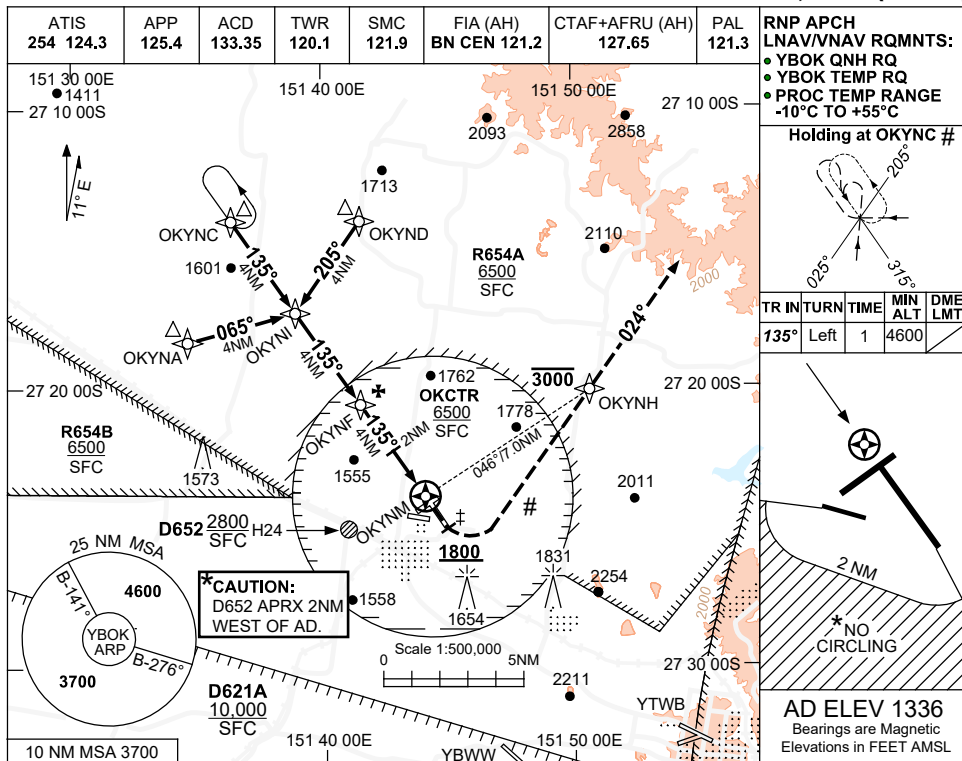 ATIS
254 124.3
APP
125.4
ACD
133.35
TWR
120.1
SMC
121.9
FIA (AH)
BN CEN 121.2
CTAF+AFRU (AH)
127.65
PAL
121.3
RNP APCH
LNAV/VNAV RQMNTS:
• YBOK QNH RQ
• YBOK TEMP RQ
• PROC TEMP RANGE
-10°C TO +55°C
151 30 00E
1411
27 10 00S
151 40 00E
151 50 00E
27 10 00S
2093
2858
11° E
1713
OKYNC
OKYND
1601
135°
4NM
205°
4NM
R654A
6500
SFC
2110
2000
024°
OKYNA
065°
4NM
OKYNI
135°
4NM
27 20 00S
3000
OKYNH
27 20 00S
1762
OKCTR
6500
SFC
1778
OKYNF
135°
4NM
2NM
046°/7.0NM
R654B
6500
SFC
1573
1555
2011
OKYNM
#
D652 2800 H24
SFC
1800
25 NM MSA
B-141°
4600
YBOK
ARP
B-276°
3700
10 NM MSA 3700
*CAUTION:
D652 APRX 2NM
WEST OF AD.
1558
1654
1831
2254
2000
Scale 1:500,000
0 5NM
27 30 00S
D621A
10,000
SFC
2211
YTWB
151 40 00E
YBWW
151 50 00E
Holding at OKYNC #
205°
025°
315°
TR IN TURN TIME MIN ALT DME LMT
135° Left 1 4600
2 NM
*NO
CIRCLING
AD ELEV 1336
Bearings are Magnetic
Elevations in FEET AMSL